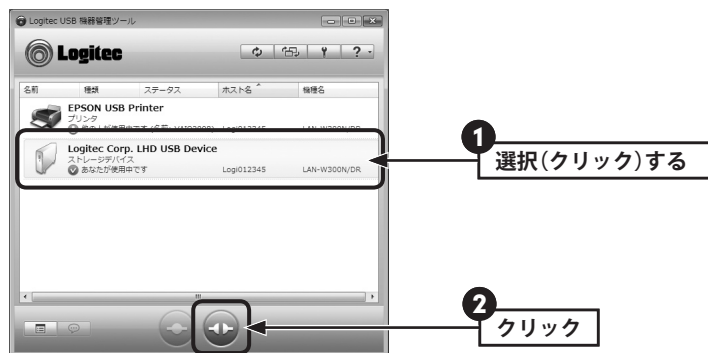 Logitec USB 機器管理ツール
Logitec
?
名前 種類 ステータス ホスト名 機種名
EPSON USB Printer
プリンタ
Logitec Corp. LHD USB Device
ストレージデバイス
あなたが使用中です Logi012345 LAN-W300N/DR
1
選択(クリック)する
2
クリック